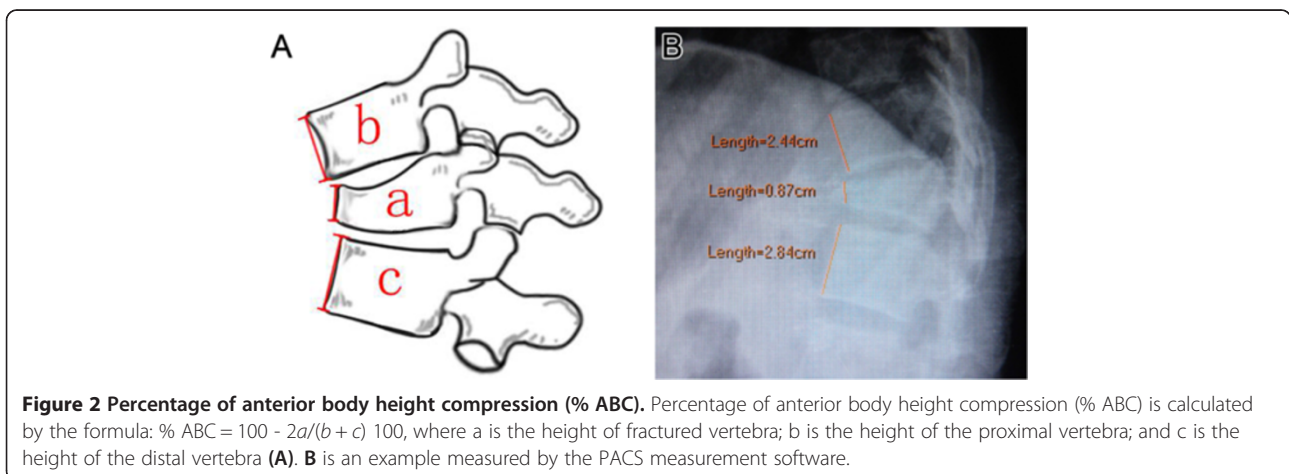 A
b
a
c
B
Length=2.44cm
Length=0.87cm
Length=2.84cm
Figure 2 Percentage of anterior body height compression (% ABC). Percentage of anterior body height compression (% ABC) is calculated
by the formula: % ABC = 100 - 2a/(b + c) 100, where a is the height of fractured vertebra; b is the height of the proximal vertebra; and c is the
height of the distal vertebra (A). B is an example measured by the PACS measurement software.